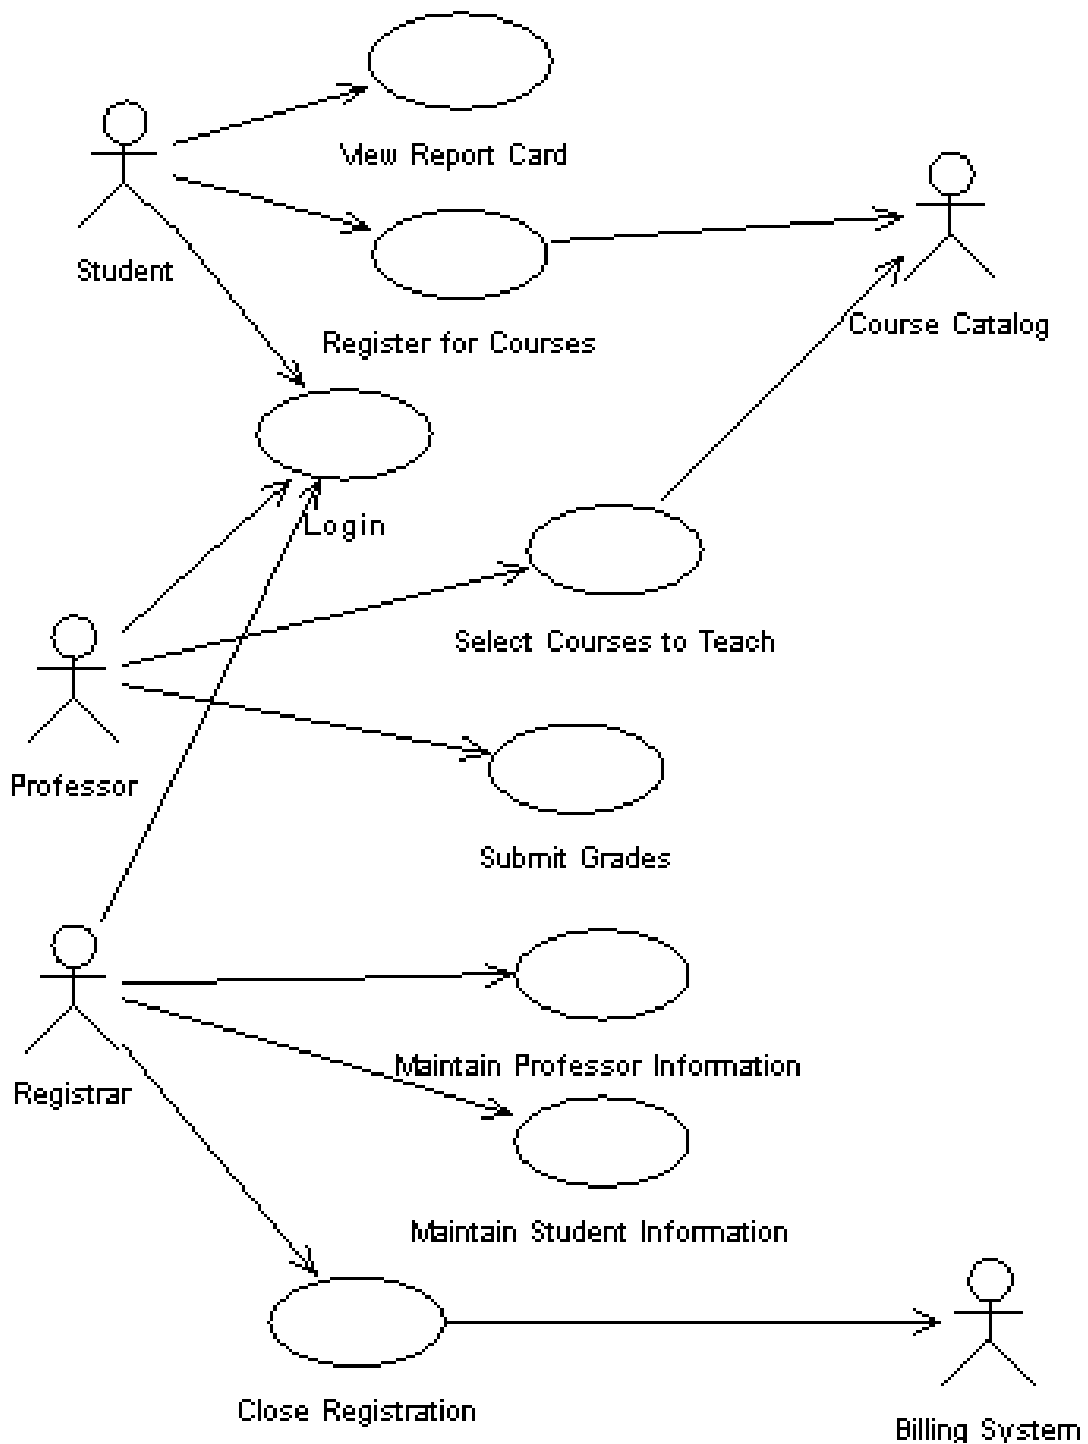 View Report Card
Student
Course Catalog
Register for Courses
Login
Select Courses to Teach
Professor
Submit Grades
Maintain Professor Information
Registrar
Maintain Student Information
Close Registration
Billing System